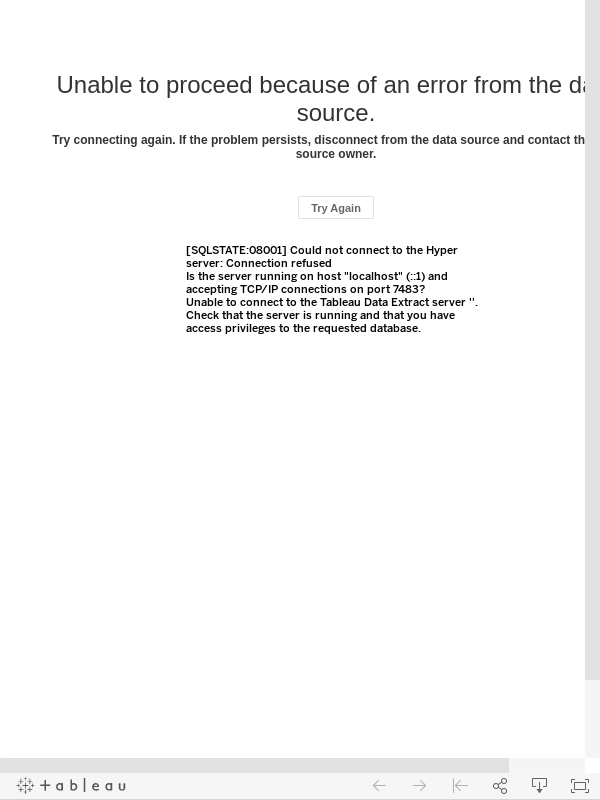 Unable to proceed because of an error from the
source.
Try connecting again. If the problem persists, disconnect from the data source and contact
source owner.
Try Again
[SQLSTATE:08001] Could not connect to the Hyper
server: Connection refused
Is the server running on host "localhost" (::1) and
accepting TCP/IP connections on port 7483?
Unable to connect to the Tableau Data Extract server ''.
Check that the server is running and that you have
access privileges to the requested database.
+ableau